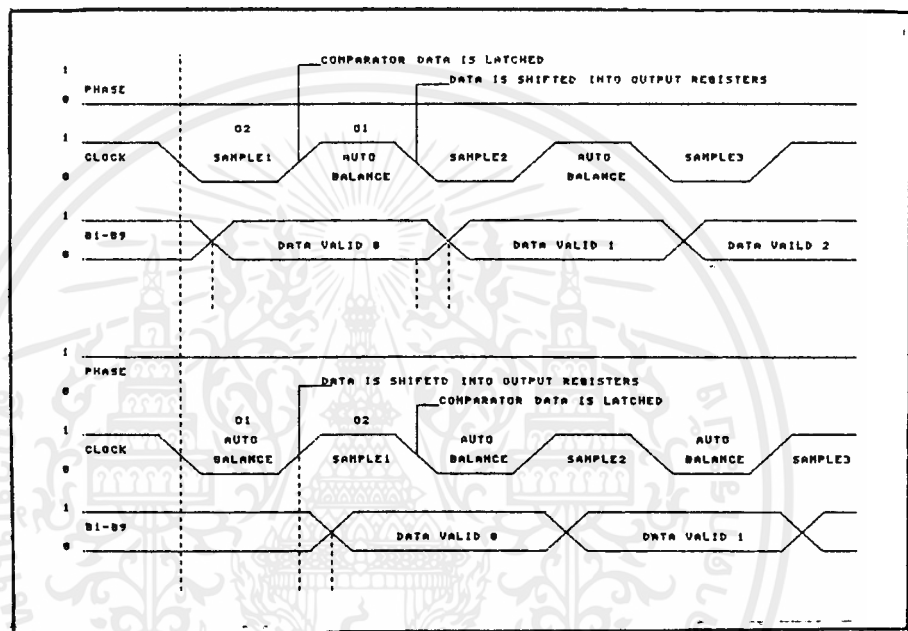 COMPARATOR DATA IS LATCHED
DATA IS SHIFTED INTO OUTPUT REGISTERS
1
PHASE
0
O2 O1
1
CLOCK SAMPLE1 AUTO BALANCE SAMPLE2 AUTO BALANCE SAMPLE3
0
1
B1-B9 DATA VALID 0 DATA VALID 1 DATA VAILD 2
0
1
PHASE
0
DATA IS SHIFETD INTO OUTPUT REGISTERS
COMPARATOR DATA IS LATCHED
O1 O2
1
CLOCK AUTO BALANCE SAMPLE1 AUTO BALANCE SAMPLE2 AUTO BALANCE SAMPLE3
0
1
B1-B9 DATA VALID 0 DATA VALID 1
0